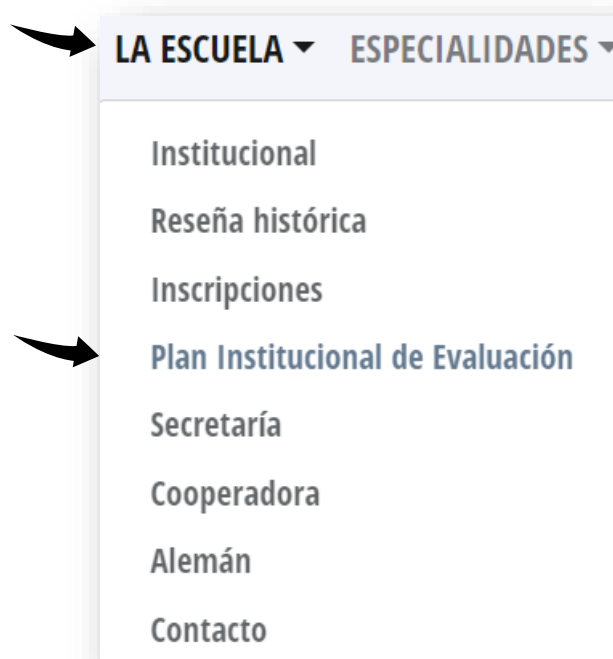 LA ESCUELA ESPECIALIDADES
Institucional
Reseña histórica
Inscripciones
Plan Institucional de Evaluación
Secretaría
Cooperadora
Alemán
Contacto